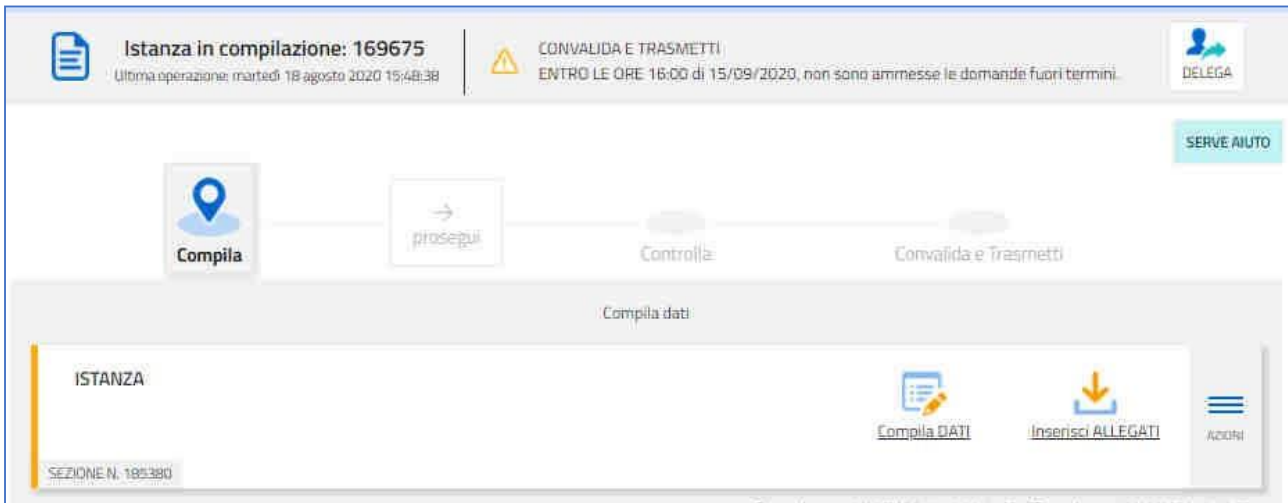 Istanza in compilazione: 169675
Ultima operazione: martedì 18 agosto 2020 15:48:38
CONVALIDA E TRASMETTI
ENTRO LE ORE 16:00 di 15/09/2020, non sono ammesse le domande fuori termini.
DELEGA
SERVE AIUTO
Compila
prosegui
Controlla
Convalida e Trasmetti
Compila dati
ISTANZA
Compila DATI
Inserisci ALLEGATI
AZIONI
SEZIONE N. 185380